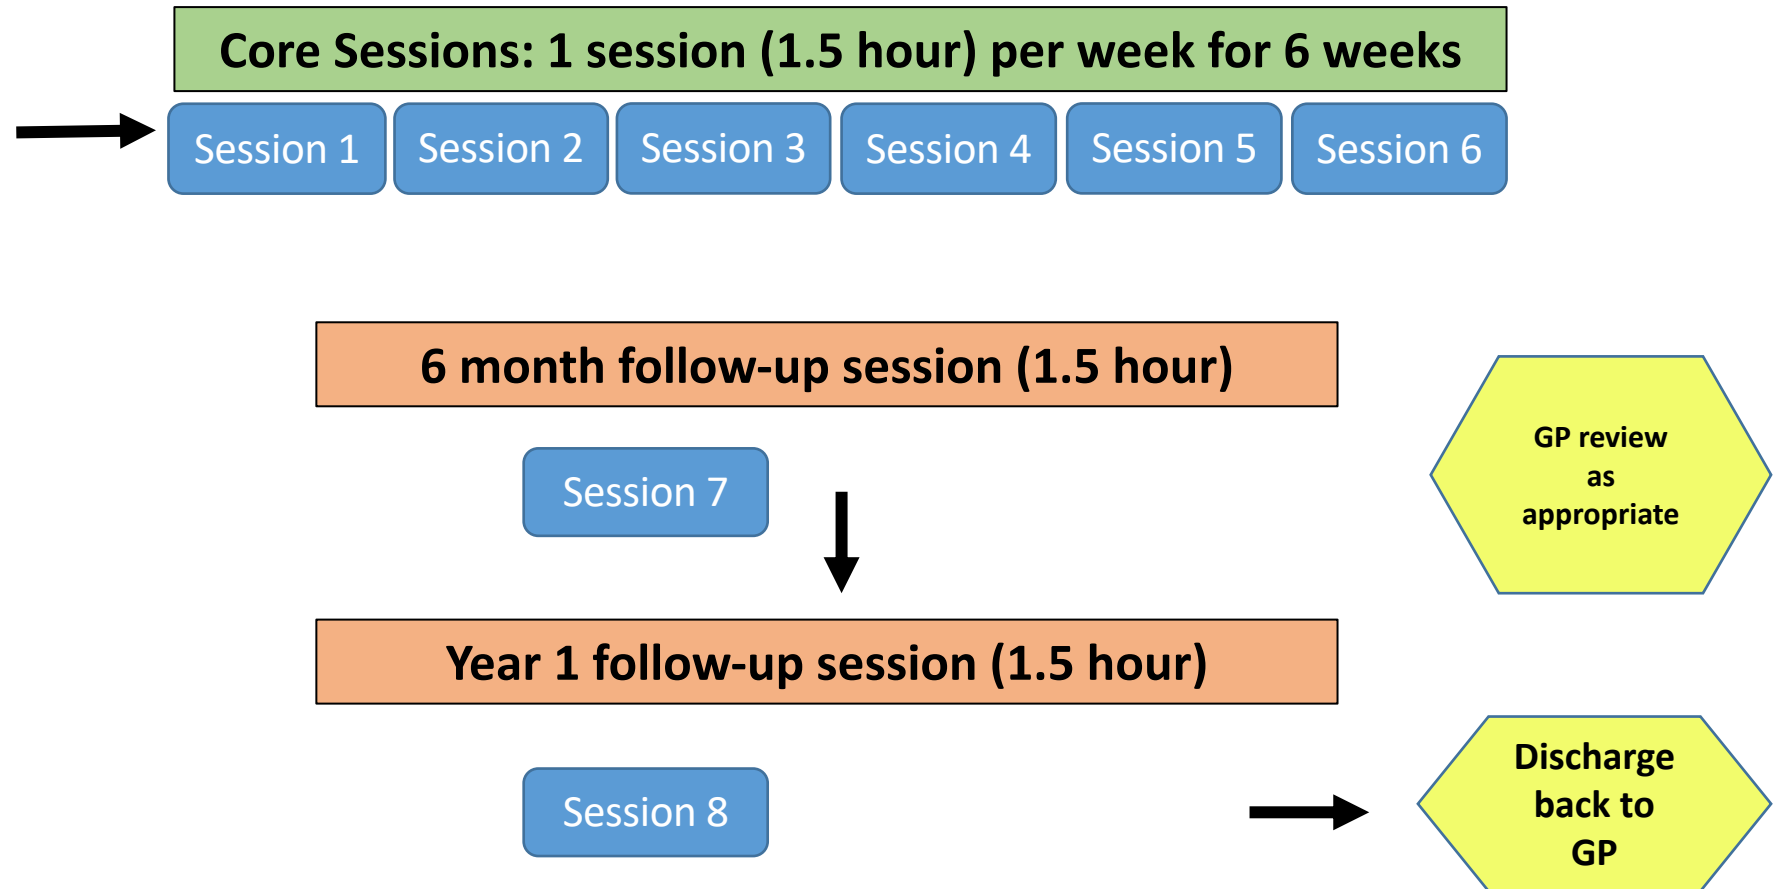 Core Sessions: 1 session (1.5 hour) per week for 6 weeks
Session 1
Session 2
Session 3
Session 4
Session 5
Session 6
6 month follow-up session (1.5 hour)
Session 7
GP review
as
appropriate
Year 1 follow-up session (1.5 hour)
Session 8
Discharge
back to
GP